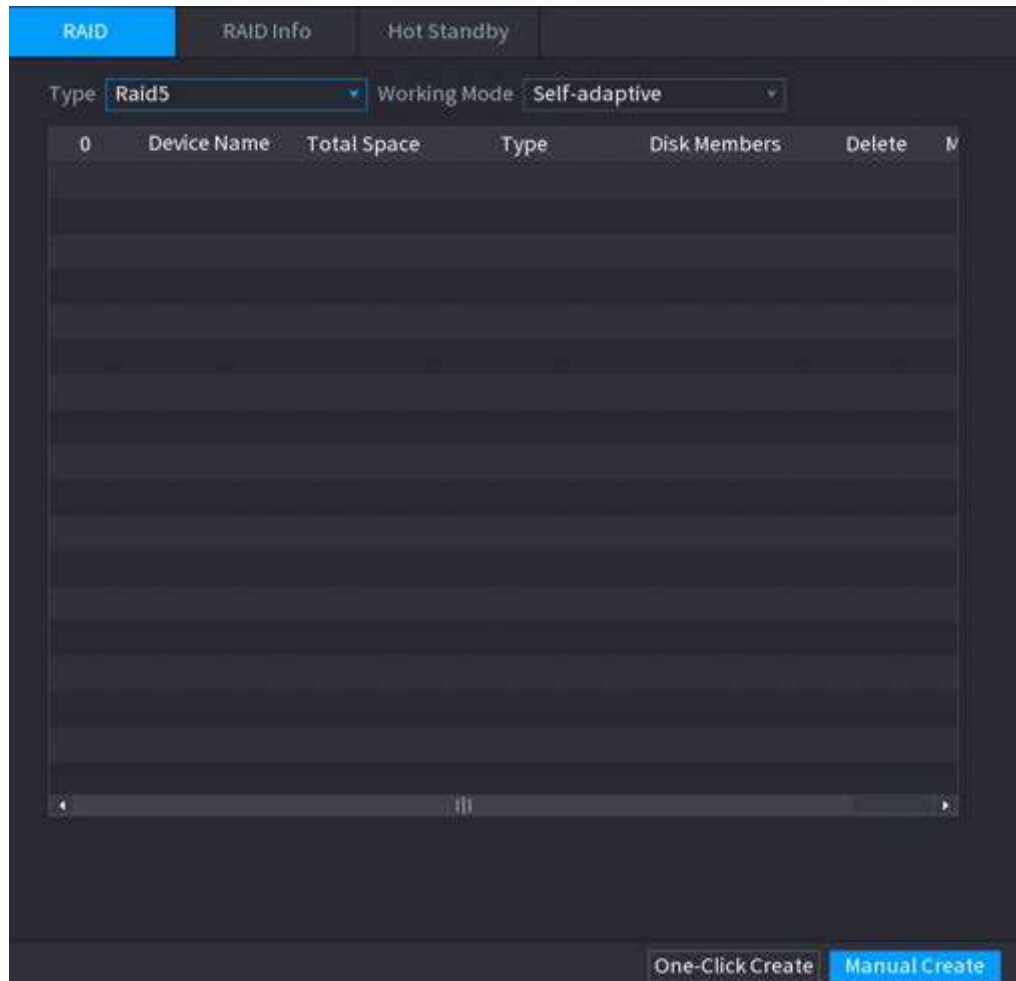 RAID RAID Info Hot Standby
Type Raid5 Working Mode Self-adaptive
0 Device Name Total Space Type Disk Members Delete M
One-Click Create Manual Create